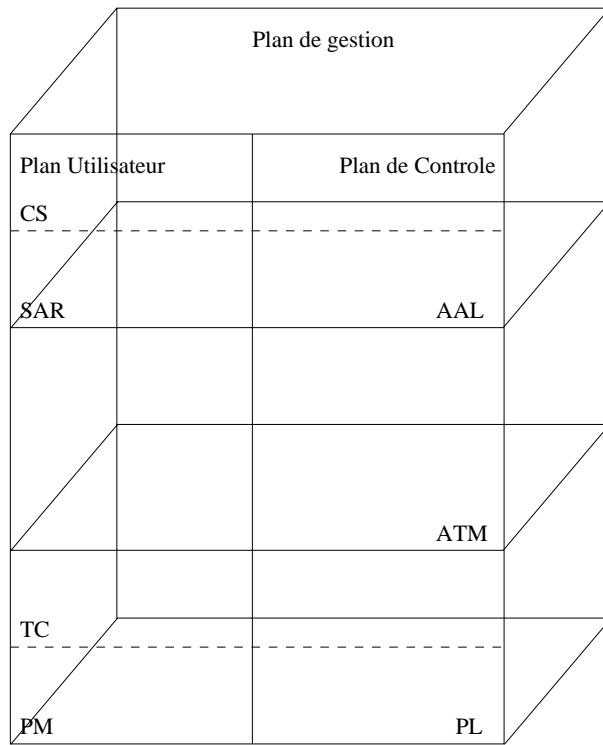 Plan de gestion
Plan Utilisateur
Plan de Controle
CS
SAR
AAL
ATM
TC
PM
PL